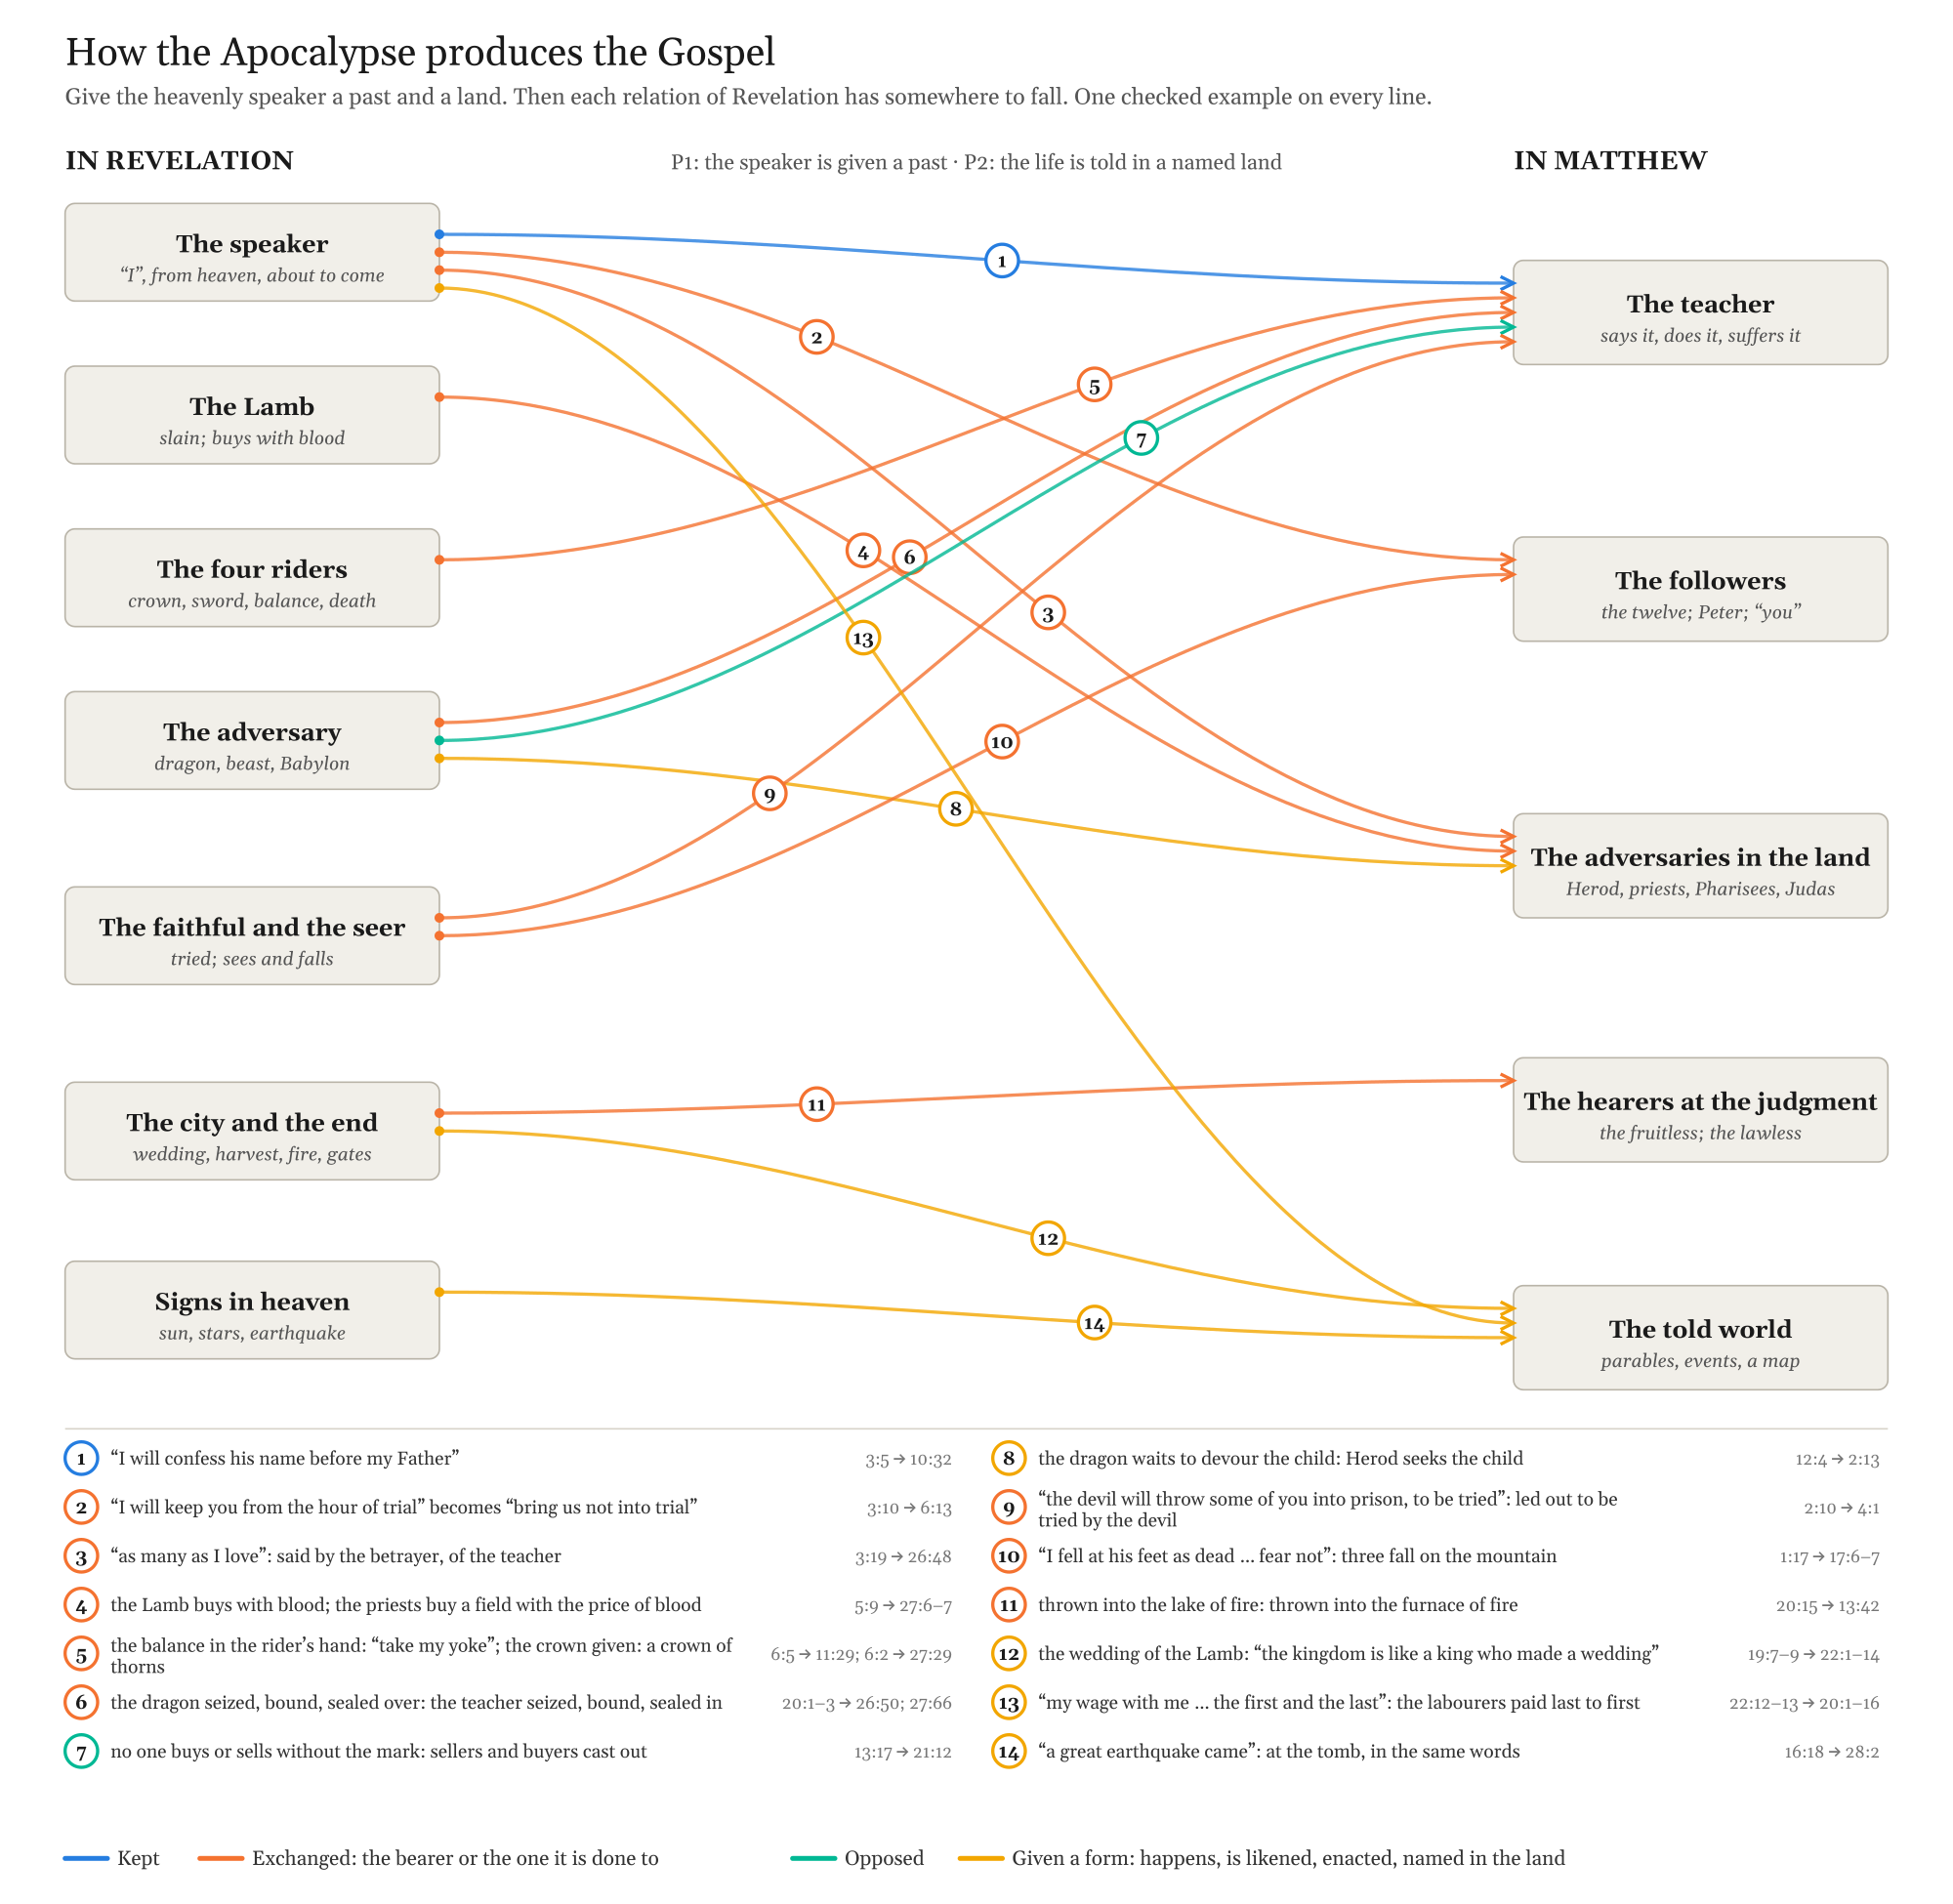 How the Apocalypse produces the Gospel
Give the heavenly speaker a past and a land. Then each relation of Revelation has somewhere to fall. One checked example on every line.
IN REVELATION
P1: the speaker is given a past · P2: the life is told in a named land
IN MATTHEW
The speaker
“I”, from heaven, about to come
The Lamb
slain; buys with blood
The four riders
crown, sword, balance, death
The adversary
dragon, beast, Babylon
The faithful and the seer
tried; sees and falls
The city and the end
wedding, harvest, fire, gates
Signs in heaven
sun, stars, earthquake
1
2
5
7
4
6
3
13
10
9
8
11
12
14
The teacher
says it, does it, suffers it
The followers
the twelve; Peter; “you”
The adversaries in the land
Herod, priests, Pharisees, Judas
The hearers at the judgment
the fruitless; the lawless
The told world
parables, events, a map
1 “I will confess his name before my Father” 3:5 → 10:32
2 “I will keep you from the hour of trial” becomes “bring us not into trial” 3:10 → 6:13
3 “as many as I love”: said by the betrayer, of the teacher 3:19 → 26:48
4 the Lamb buys with blood; the priests buy a field with the price of blood 5:9 → 27:6–7
5 the balance in the rider’s hand: “take my yoke”; the crown given: a crown of
thorns 6:5 → 11:29; 6:2 → 27:29
6 the dragon seized, bound, sealed over: the teacher seized, bound, sealed in 20:1–3 → 26:50; 27:66
7 no one buys or sells without the mark: sellers and buyers cast out 13:17 → 21:12
8 the dragon waits to devour the child: Herod seeks the child 12:4 → 2:13
9 “the devil will throw some of you into prison, to be tried”: led out to be
tried by the devil 2:10 → 4:1
10 “I fell at his feet as dead ... fear not”: three fall on the mountain 1:17 → 17:6–7
11 thrown into the lake of fire: thrown into the furnace of fire 20:15 → 13:42
12 the wedding of the Lamb: “the kingdom is like a king who made a wedding” 19:7–9 → 22:1–14
13 “my wage with me ... the first and the last”: the labourers paid last to first 22:12–13 → 20:1–16
14 “a great earthquake came”: at the tomb, in the same words 16:18 → 28:2
Kept
Exchanged: the bearer or the one it is done to
Opposed
Given a form: happens, is likened, enacted, named in the land